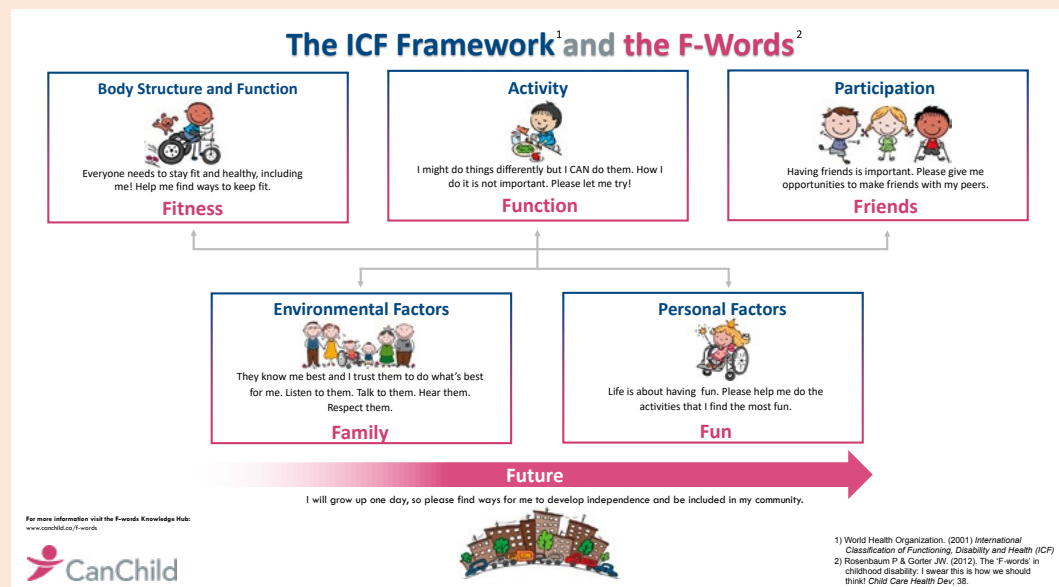 The ICF Framework1 and the F-Words2
Body Structure and Function
Everyone needs to stay fit and healthy, including
me! Help me find ways to keep fit.
Fitness
Activity
I might do things differently but I CAN do them. How I
do it is not important. Please let me try!
Function
Participation
Having friends is important. Please give me
opportunities to make friends with my peers.
Friends
Environmental Factors
They know me best and I trust them to do what's best
for me. Listen to them. Talk to them. Hear them.
Respect them.
Family
Personal Factors
Life is about having fun. Please help me do the
activities that I find the most fun.
Fun
Future
I will grow up one day, so please find ways for me to develop independence and be included in my community.
For more information visit the F-words Knowledge Hub:
www.canchild.ca/f-words
CanChild
1) World Health Organization. (2001) International
Classification of Functioning, Disability and Health (ICF)
2) Rosenbaum P & Gorter JW. (2012). The 'F-words' in
childhood disability: I swear this is how we should
think! Child Care Health Dev; 38.